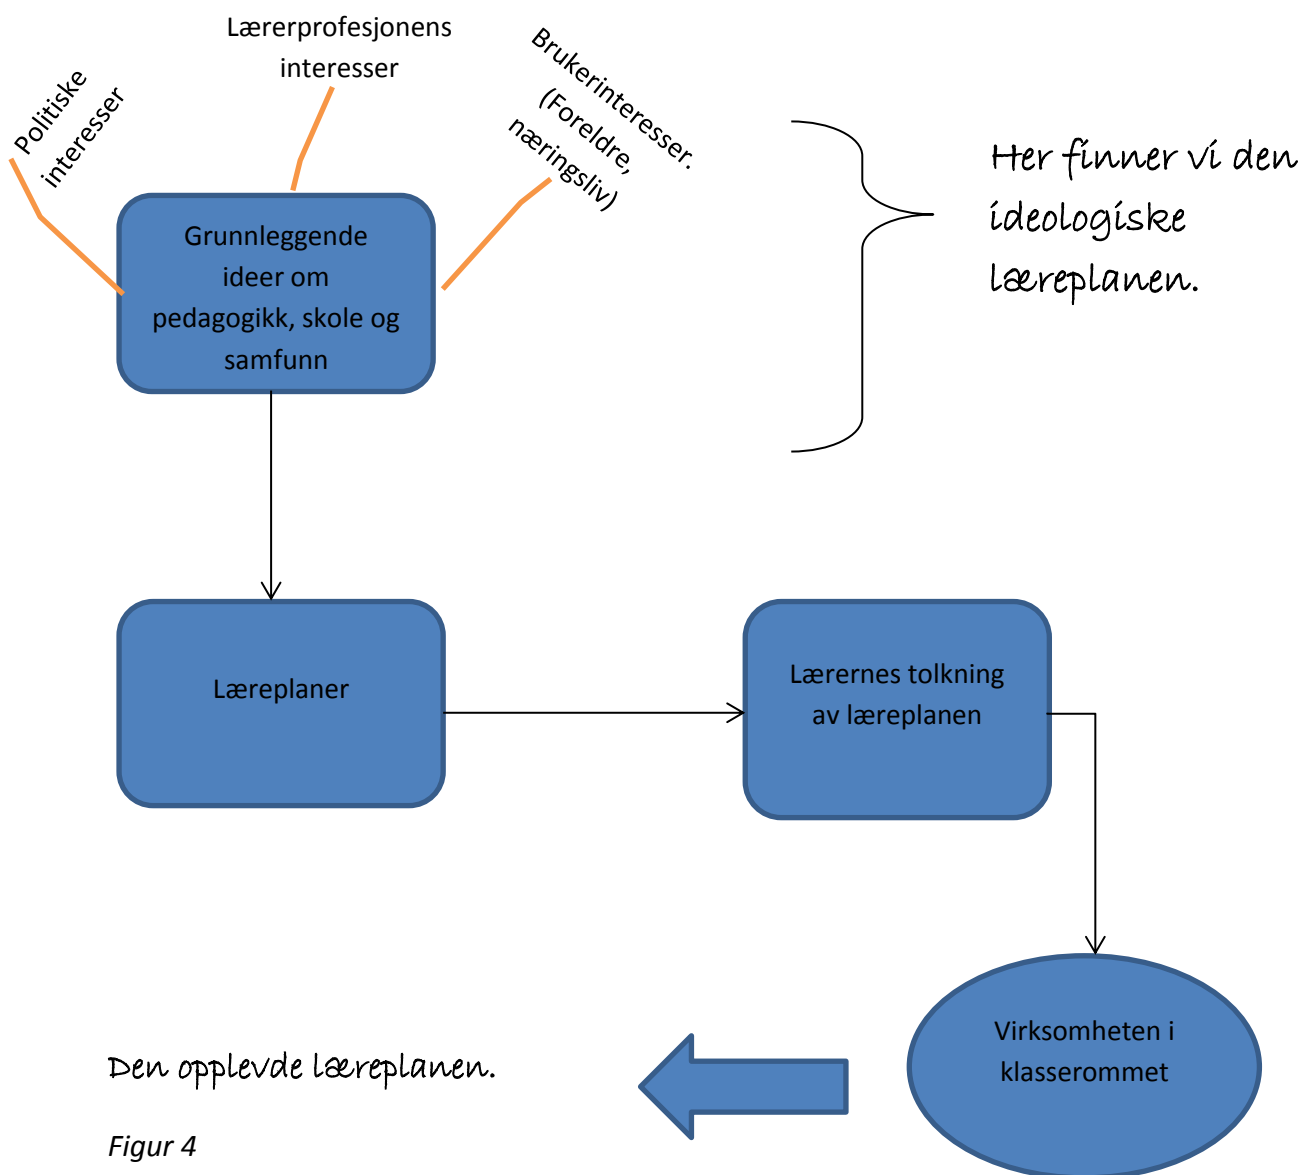 Lærerprofesjonens
interesser
Politiske
interesser
Brukerinteresser.
(Foreldre,
næringsliv)
Grunnleggende
ideer om
pedagogikk, skole og
samfunn
Her finner vi den
ideologiske
læreplanen.
Læreplaner
Lærernes tolkning
av læreplanen
Virksomheten i
klasserommet
Den opplevde læreplanen.
Figur 4